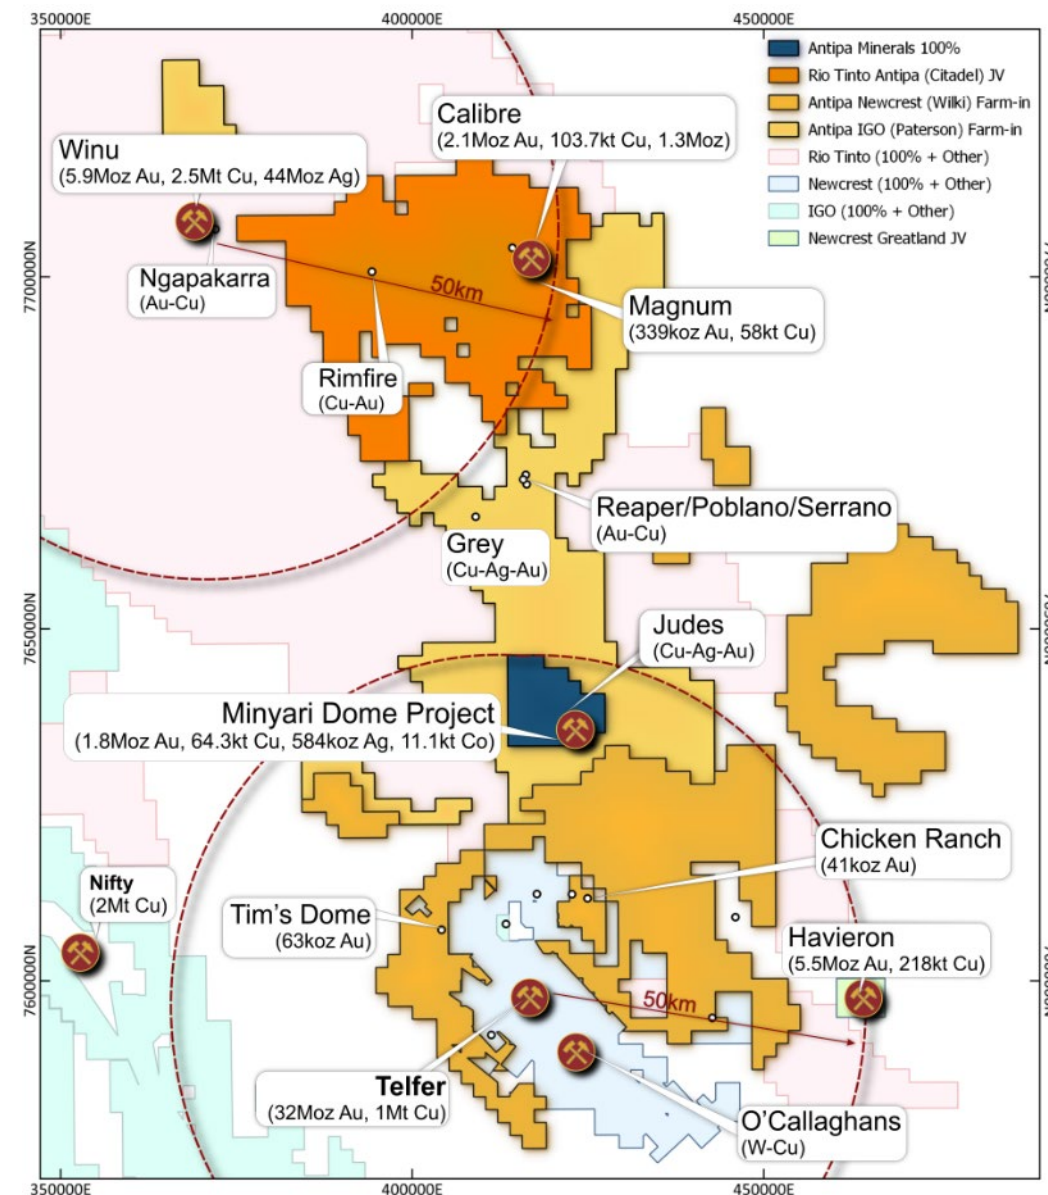 350000E
400000E
450000E
Antipa Minerals 100%
Rio Tinto Antipa (Citadel) JV
Antipa Newcrest (Wilki) Farm-in
Antipa IGO (Paterson) Farm-in
Rio Tinto (100% + Other)
Newcrest (100% + Other)
IGO (100% + Other)
Newcrest Greatland JV
Calibre
(2.1Moz Au, 103.7kt Cu, 1.3Moz)
Winu
(5.9Moz Au, 2.5Mt Cu, 44Moz Ag)
Ngapakarra
(Au-Cu)
50km
Magnum
(339koz Au, 58kt Cu)
Rimfire
(Cu-Au)
7700000N
7700000N
Reaper/Poblano/Serrano
(Au-Cu)
Grey
(Cu-Ag-Au)
7650000N
7650000N
Judes
(Cu-Ag-Au)
Minyari Dome Project
(1.8Moz Au, 64.3kt Cu, 584koz Ag, 11.1kt Co)
Chicken Ranch
(41koz Au)
Nifty
(2Mt Cu)
Tim's Dome
(63koz Au)
Havieron
(5.5Moz Au, 218kt Cu)
7600000N
7600000N
50km
Telfer
(32Moz Au, 1Mt Cu)
O'Callaghans
(W-Cu)
350000E
400000E
450000E